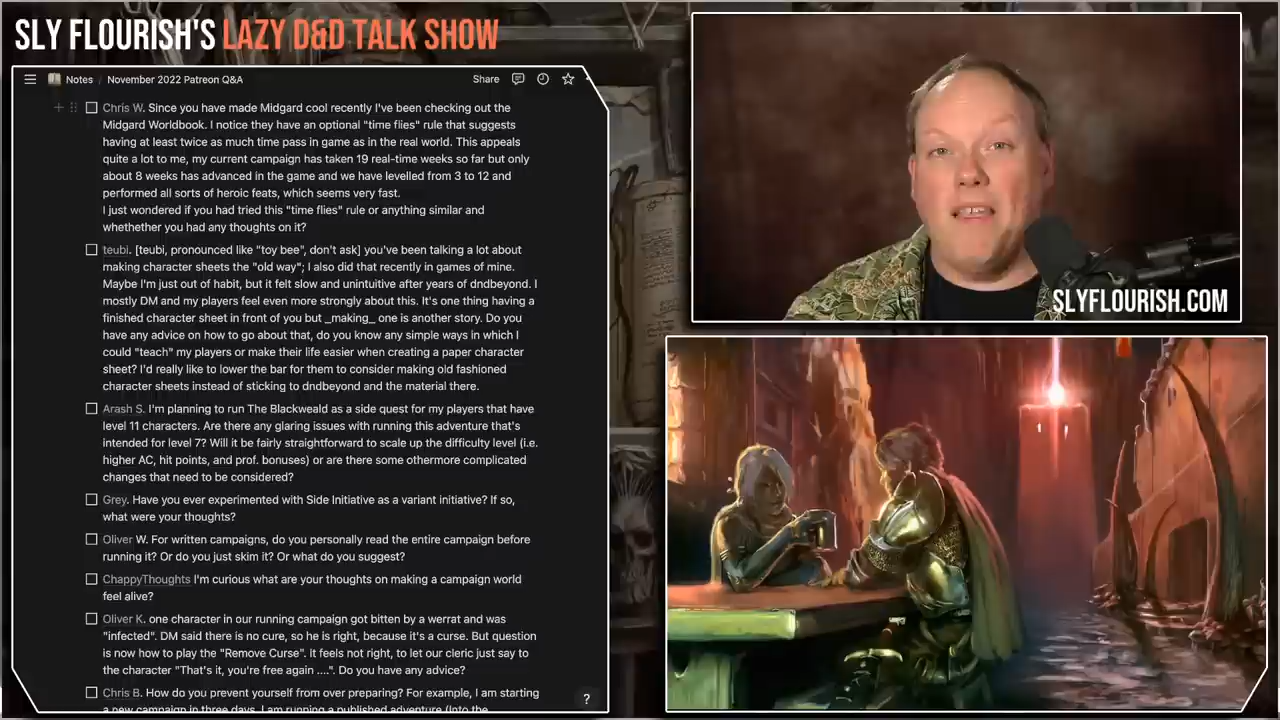 SLY FLOURISH'S LAZY D&D TALK SHOW
Notes / November 2022 Patreon Q&A
Share
Chris W. Since you have made Midgard cool recently I've been checking out the
Midgard Worldbook. I notice they have an optional "time flies" rule that suggests
having at least twice as much time pass in game as in the real world. This appeals
quite a lot to me, my current campaign has taken 19 real-time weeks so far but only
about 8 weeks has advanced in the game and we have levelled from 3 to 12 and
performed all sorts of heroic feats, which seems very fast.
I just wondered if you had tried this "time flies" rule or anything similar and
whethether you had any thoughts on it?
teubi. [teubi, pronounced like "toy bee", don't ask] you've been talking a lot about
making character sheets the "old way"; I also did that recently in games of mine.
Maybe I'm just out of habit, but it felt slow and unintuitive after years of dndbeyond. I
mostly DM and my players feel even more strongly about this. It's one thing having a
finished character sheet in front of you but _making_ one is another story. Do you
have any advice on how to go about that, do you know any simple ways in which I
could "teach" my players or make their life easier when creating a paper character
sheet? I'd really like to lower the bar for them to consider making old fashioned
character sheets instead of sticking to dndbeyond and the material there.
Arash S. I'm planning to run The Blackweald as a side quest for my players that have
level 11 characters. Are there any glaring issues with running this adventure that's
intended for level 7? Will it be fairly straightforward to scale up the difficulty level (i.e.
higher AC, hit points, and prof. bonuses) or are there some othermore complicated
changes that need to be considered?
Grey. Have you ever experimented with Side Initiative as a variant initiative? If so,
what were your thoughts?
Oliver W. For written campaigns, do you personally read the entire campaign before
running it? Or do you just skim it? Or what do you suggest?
ChappyThoughts I'm curious what are your thoughts on making a campaign world
feel alive?
Oliver K. one character in our running campaign got bitten by a werrat and was
"infected". DM said there is no cure, so he is right, because it's a curse. But question
is now how to play the "Remove Curse". It feels not right, to let our cleric just say to
the character "That's it, you're free again ....". Do you have any advice?
Chris B. How do you prevent yourself from over preparing? For example, I am starting
a new campaign in three days. I am running a published adventure (Into the
?
SLYFLOURISH.COM